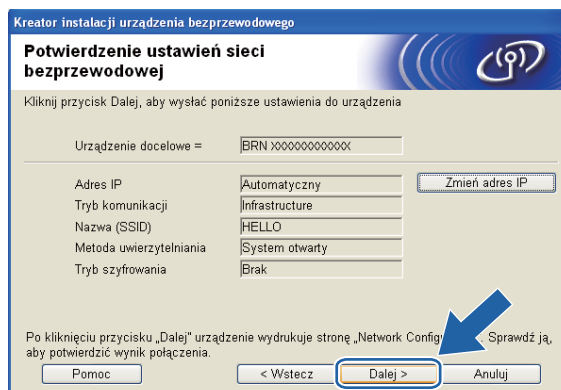 Kreator instalacji urządzenia bezprzewodowego
Potwierdzenie ustawień sieci
bezprzewodowej
Kliknij przycisk Dalej, aby wysłać poniższe ustawienia do urządzenia
Urządzenie docelowe = BRN XXXXXXXXXXXX
Adres IP Automatyczny Zmień adres IP
Tryb komunikacji Infrastructure
Nazwa (SSID) HELLO
Metoda uwierzytelniania System otwarty
Tryb szyfrowania Brak
Po kliknięciu przycisku „Dalej" urządzenie wydrukuje stronę „Network Sprawdź ją,
aby potwierdzić wynik połączenia.
Pomoc < Wstecz Dalej > Anuluj